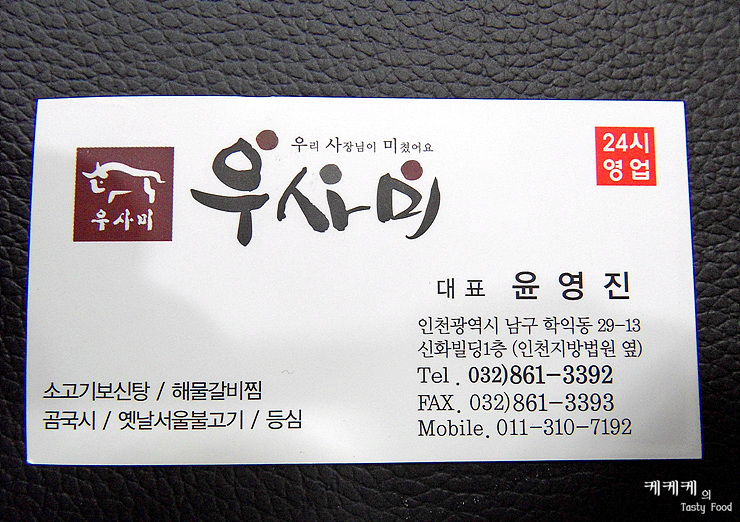 우리 사장님이 미쳤어요
우사미
우사미
24시
영업
대표 윤영진
인천광역시 남구 학익동 29-13
신화빌딩1층 (인천지방법원 옆)
Tel. 032)861-3392
FAX. 032)861-3393
Mobile. 011-310-7192
소고기보신탕 / 해물갈비찜
곰국시 / 옛날서울불고기 / 등심
케케케의
Tasty Food